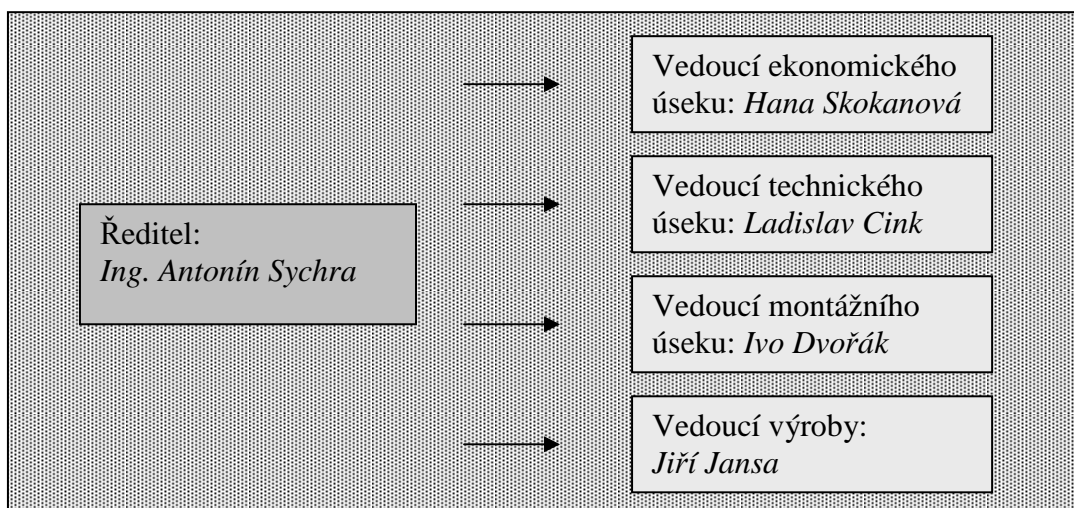 Ředitel:
Ing. Antonín Sychra
Vedoucí ekonomického
úseku: Hana Skokanová
Vedoucí technického
úseku: Ladislav Cink
Vedoucí montážního
úseku: Ivo Dvořák
Vedoucí výroby:
Jiří Jansa